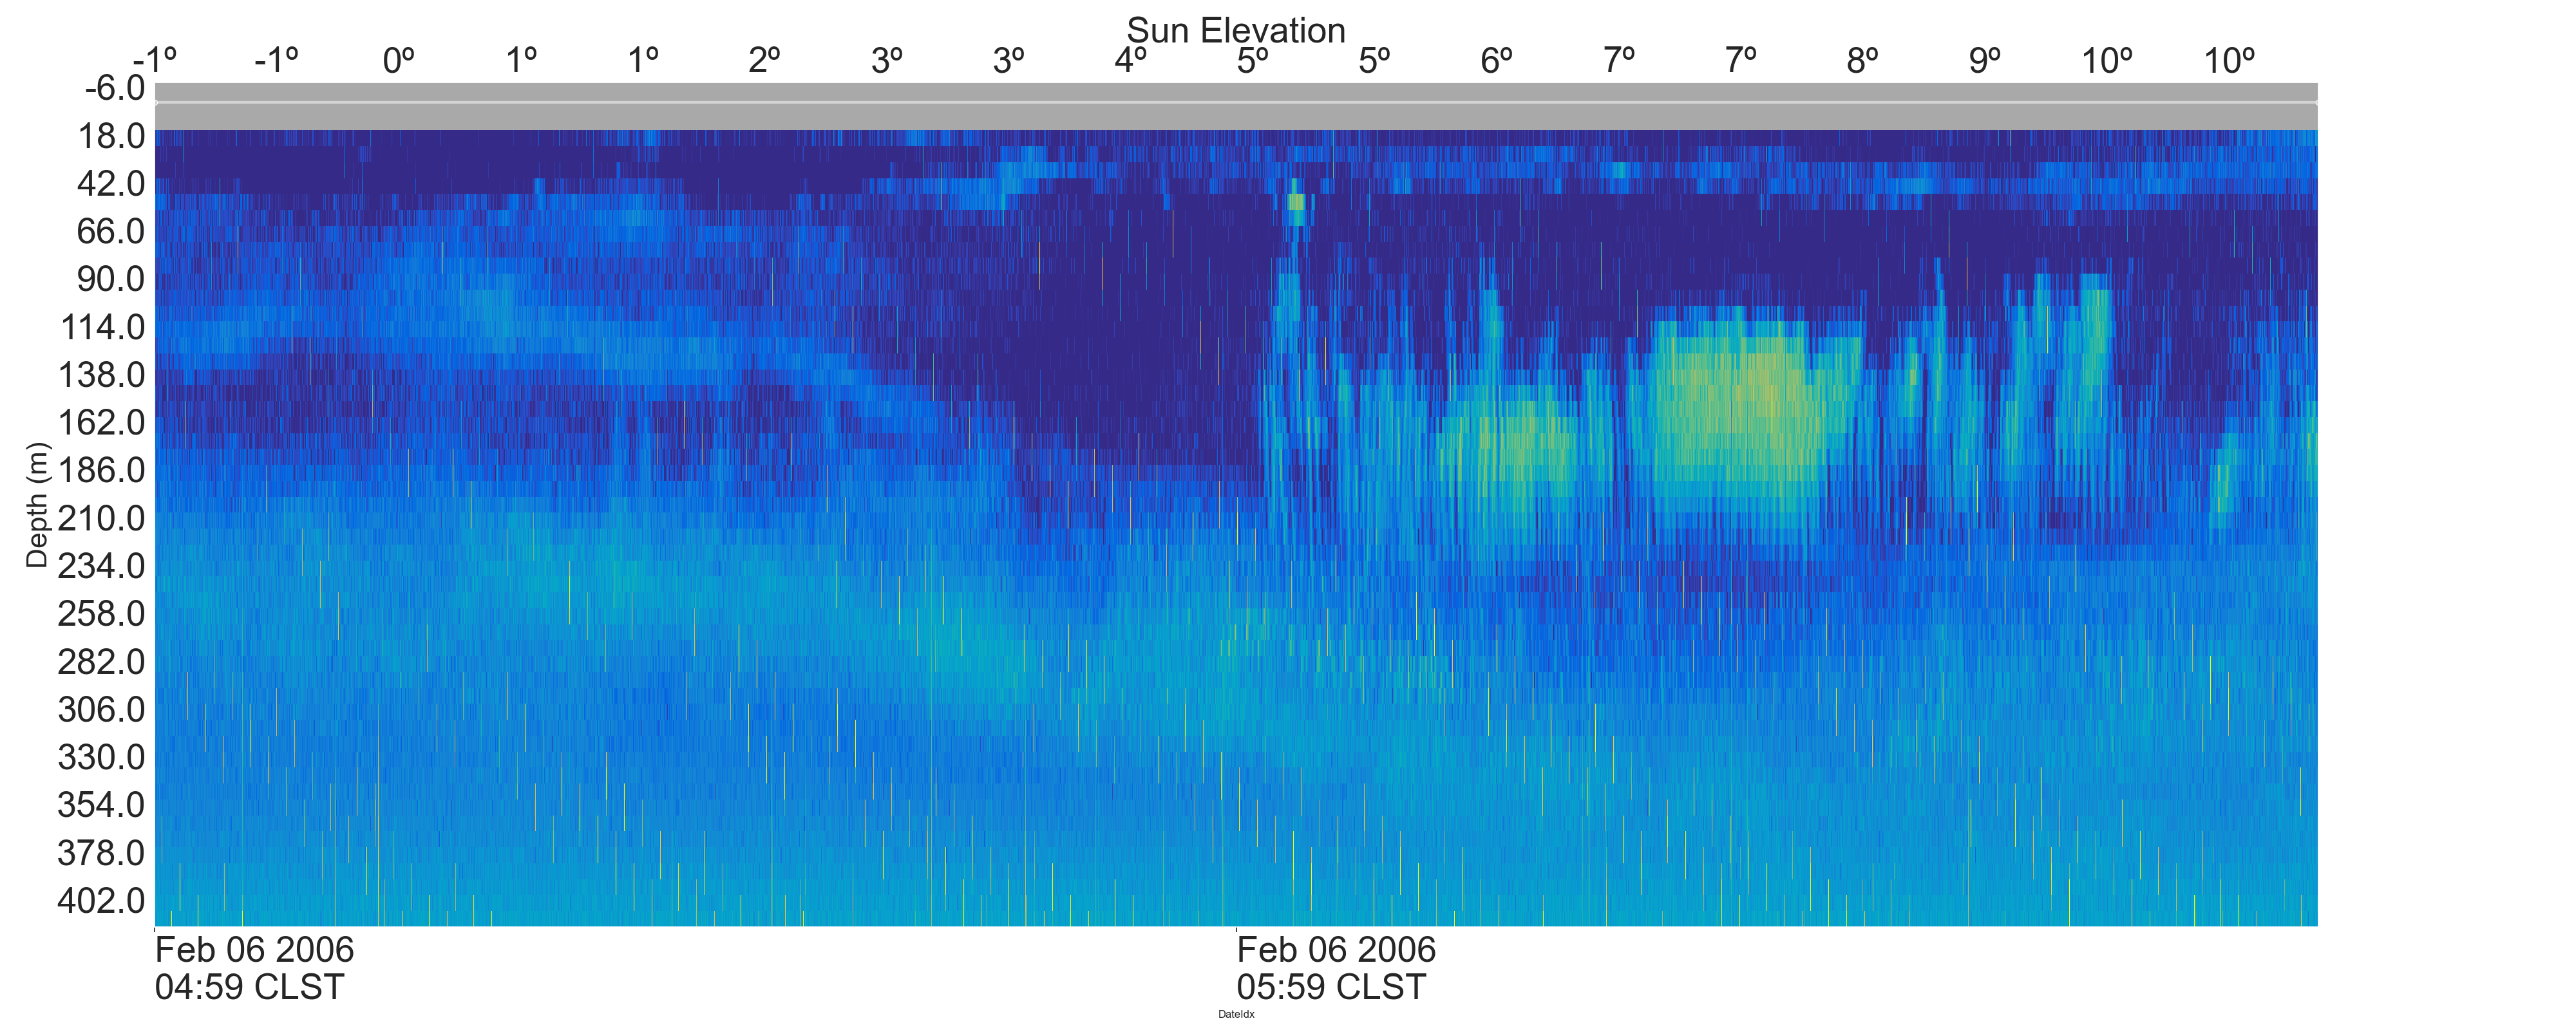 Sun Elevation
-1º -1º 0º 1º 1º 2º 3º 3º 4º 5º 5º 6º 7º 7º 8º 9º 10º 10º
-6.0
18.0
42.0
66.0
90.0
114.0
138.0
162.0
186.0
210.0
234.0
258.0
282.0
306.0
330.0
354.0
378.0
402.0
Depth (m)
Feb 06 2006
04:59 CLST
Feb 06 2006
05:59 CLST
DateIdx